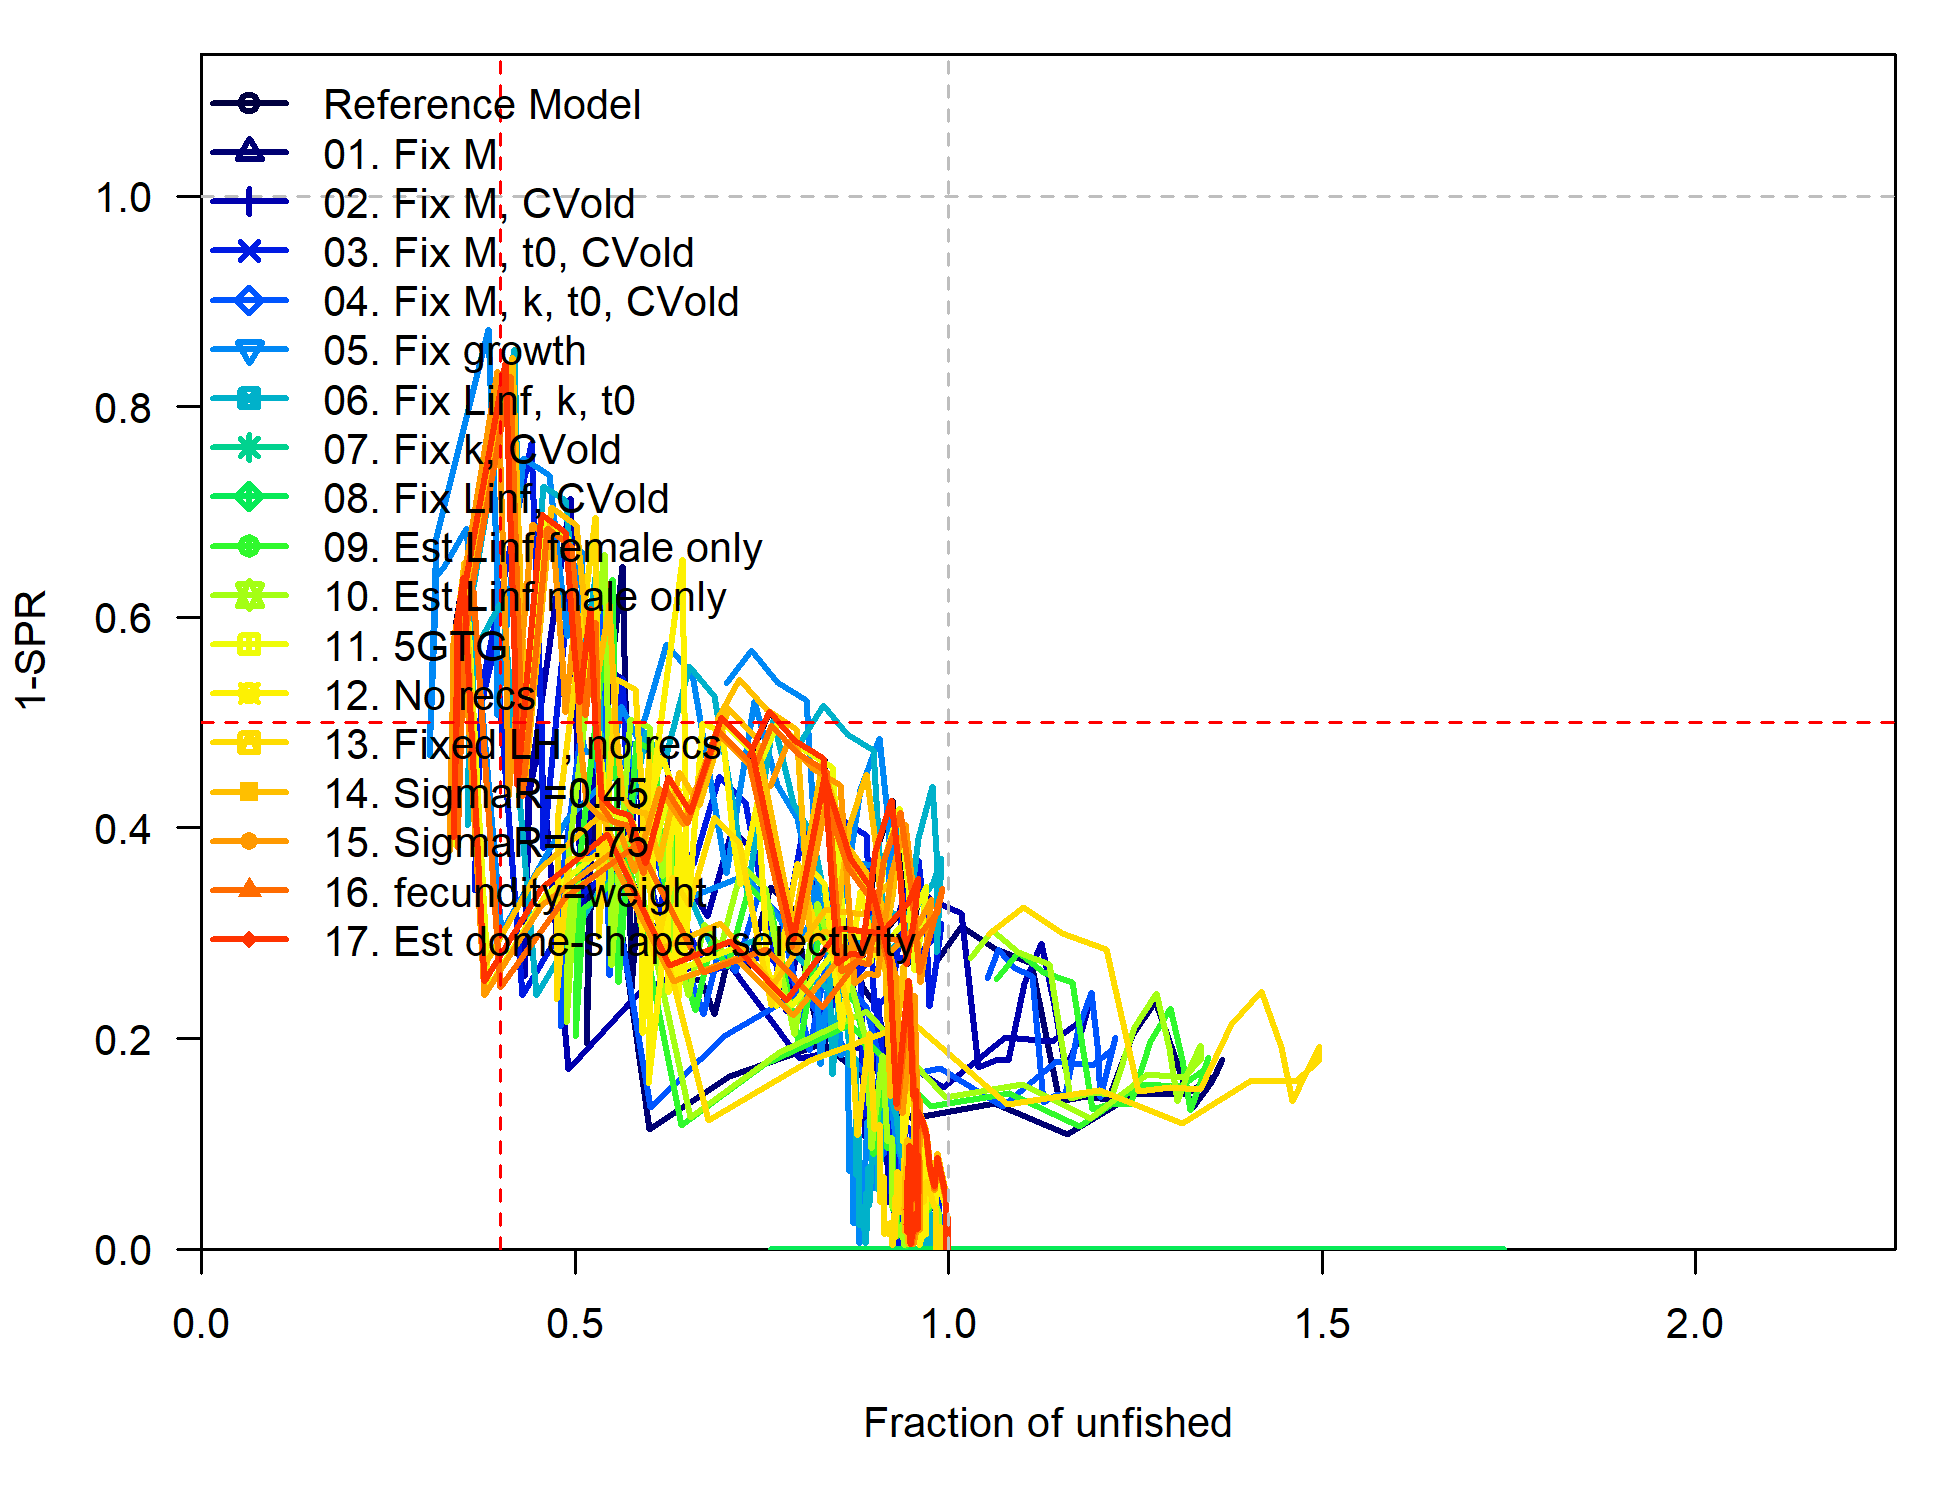 Reference Model
01. Fix M
02. Fix M, CVold
03. Fix M, t0, CVold
04. Fix M, k, t0, CVold
05. Fix growth
06. Fix Linf, k, t0
07. Fix k, CVold
08. Fix Linf, CVold
09. Est Linf female only
10. Est Linf male only
11. 5GTG
12. No recs
13. Fixed LH, no recs
14. SigmaR=0.45
15. SigmaR=0.75
16. fecundity=weight
17. Est dome-shaped selectivity
1-SPR
1.0
0.8
0.6
0.4
0.2
0.0
0.0 0.5 1.0 1.5 2.0
Fraction of unfished